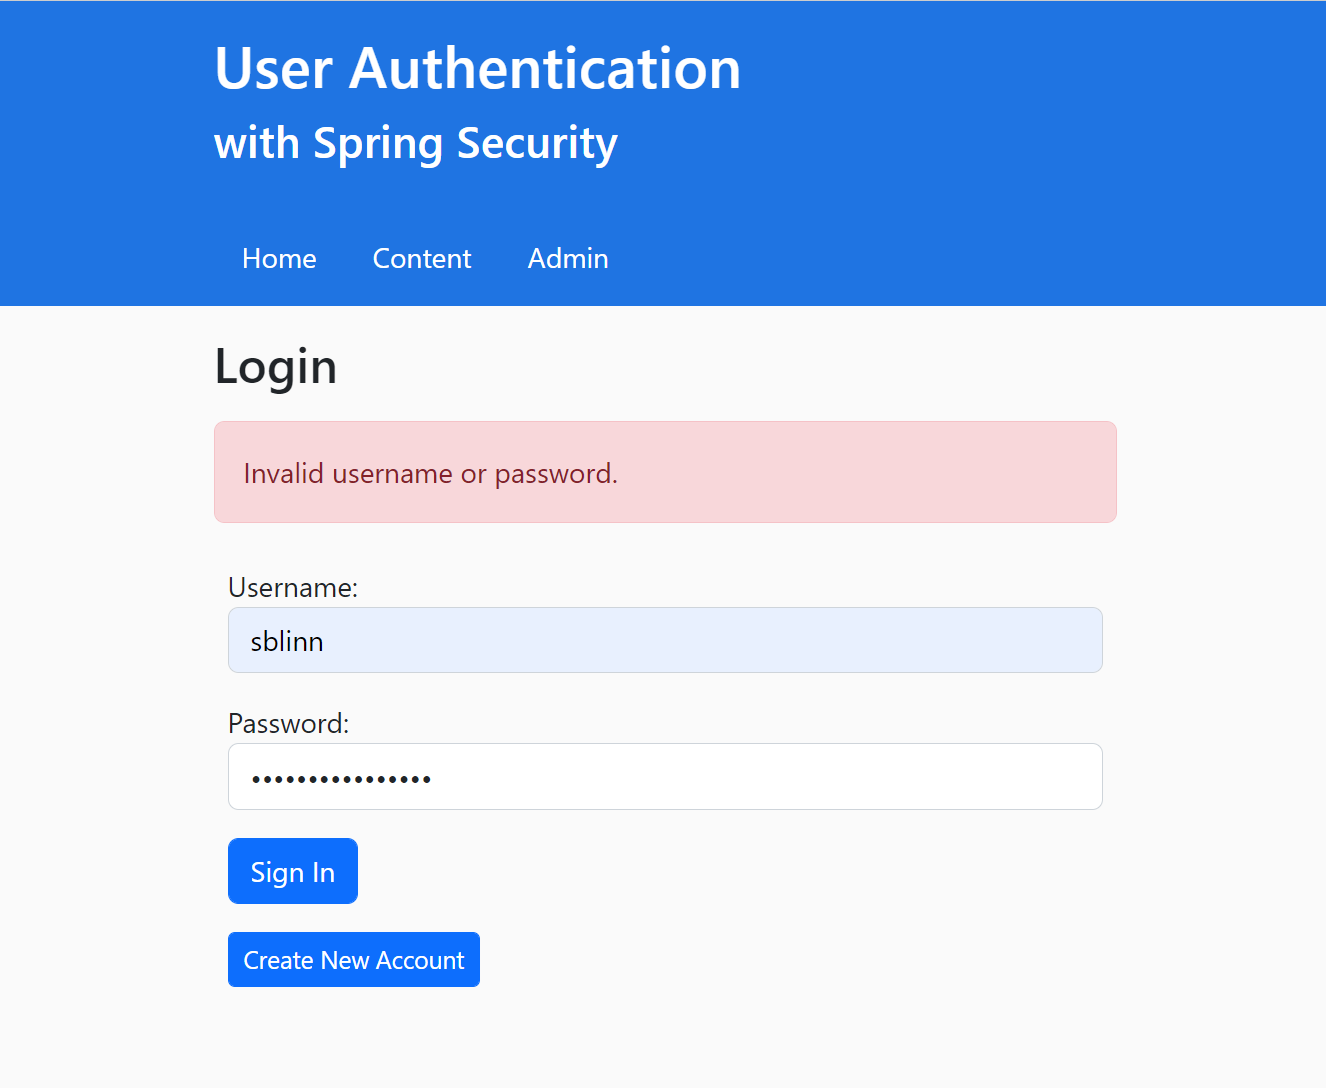 User Authentication
with Spring Security
Home Content Admin
Login
Invalid username or password.
Username:
sblinn
Password:
••••••••••••••••
Sign In
Create New Account